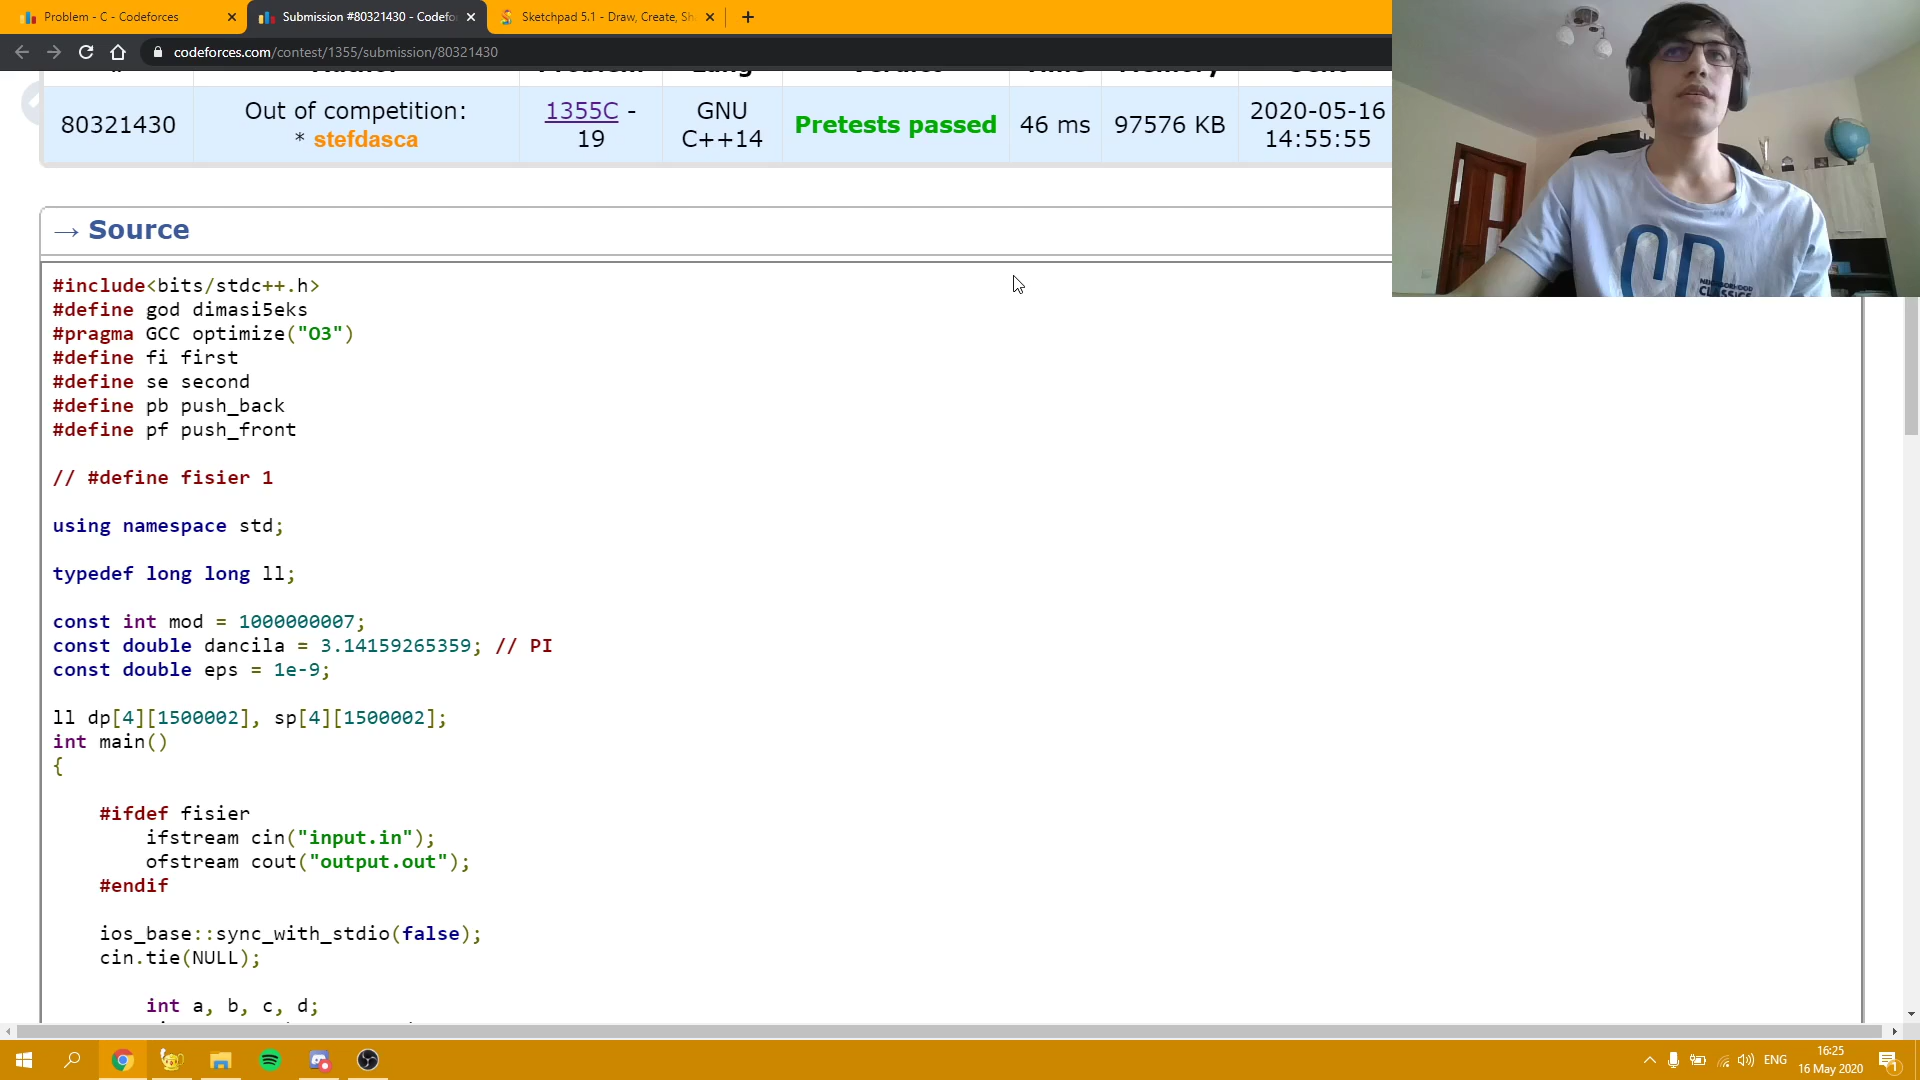 Problem - C - Codeforces
Submission #80321430 - Codefo
Sketchpad 5.1 - Draw, Create, Sh
codeforces.com/contest/1355/submission/80321430
80321430
Out of competition:
* stefdasca
1355C -
19
GNU
C++14
Pretests passed
46 ms
97576 KB
2020-05-16
14:55:55
→ Source
#include<bits/stdc++.h>
#define god dimasi5eks
#pragma GCC optimize("O3")
#define fi first
#define se second
#define pb push_back
#define pf push_front
// #define fisier 1
using namespace std;
typedef long long ll;
const int mod = 1000000007;
const double dancila = 3.14159265359; // PI
const double eps = 1e-9;
ll dp[4][1500002], sp[4][1500002];
int main()
{
#ifdef fisier
ifstream cin("input.in");
ofstream cout("output.out");
#endif
ios_base::sync_with_stdio(false);
cin.tie(NULL);
int a, b, c, d;
ENG
16:25
16 May 2020